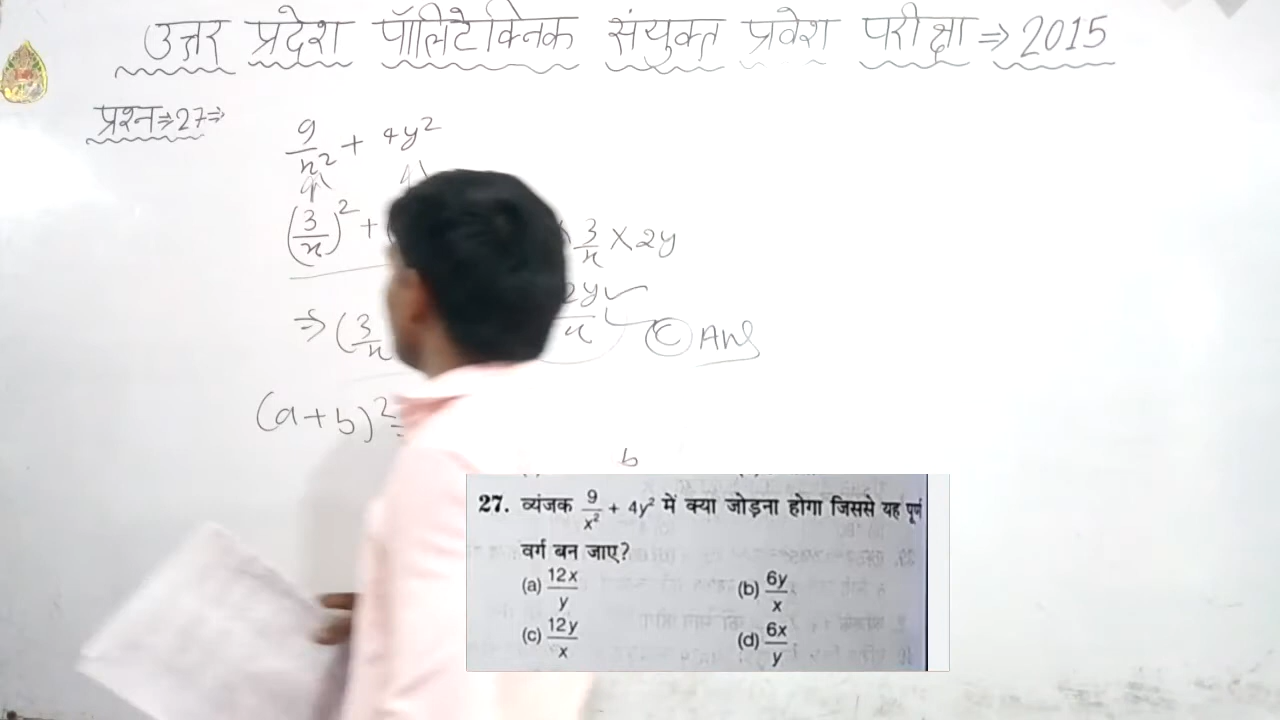 उत्तर प्रदेश पॉलिटैक्निक संयुक्त प्रवेश परीक्षा ⇒ 2015
प्रश्न⇒27⇒
9/x² + 4y²
(3/x)² + 3/x × 2y
⇒ (3/x 2y/x (C) Ans
(a+b)² =
b
27. व्यंजक 9/x² + 4y² में क्या जोड़ना होगा जिससे यह पूर्ण
वर्ग बन जाए?
(a) 12x/y (b) 6y/x
(c) 12y/x (d) 6x/y